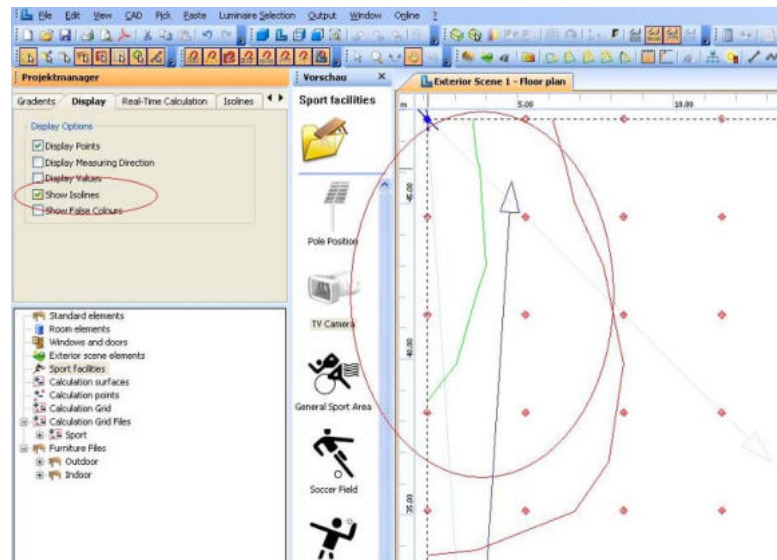 File Edit View CAD Pick Paste Luminaire Selection Output Window Online ?
Projektmanager
Gradents Display Real-Time Calculation Isolines
Display Options
Display Points
Display Measuring Direction
Display Values
Show Isolines
Show False Colours
Standard elements
Room elements
Windows and doors
Exterior scene elements
Sport facilities
Calculation surfaces
Calculation points
Calculation Grid
Calculation Grid Files
Sport
Furniture Files
Outdoor
Indoor
Vorschau X
Sport facilities
Pole Position
TV Camera
General Sport Area
Soccer Field
Exterior Scene 1 - Floor plan
m 5.00 10.00
45.00
40.00
35.00